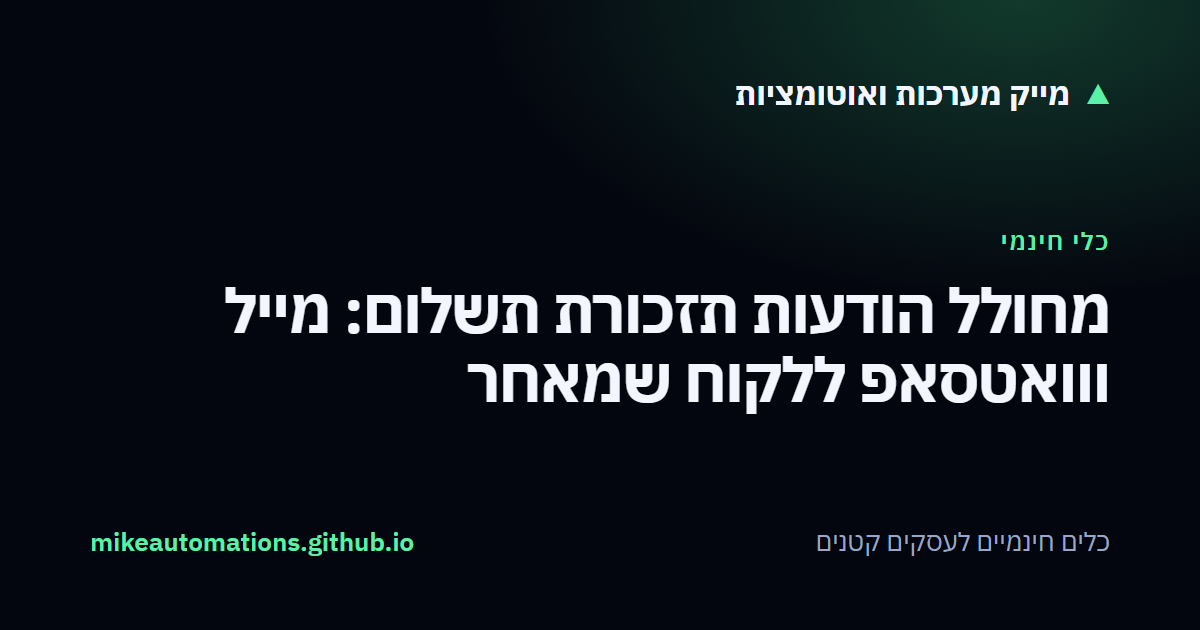 מייק מערכות ואוטומציות
כלי חינמי
מחולל הודעות תזכורת תשלום: מייל
וווואטסאפ ללקוח שמאחר
כלים חינמיים לעסקים קטנים
mikeautomations.github.io